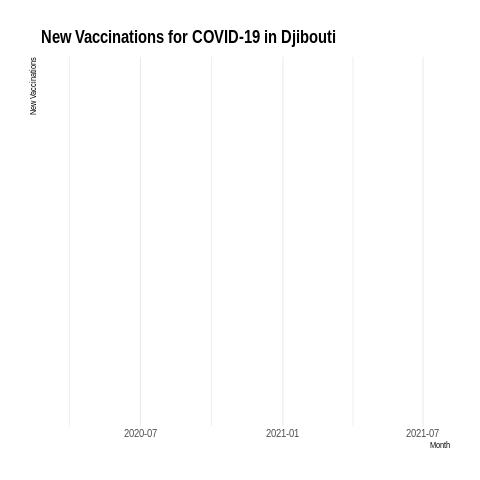 New Vaccinations for COVID-19 in Djibouti
New Vaccinations
2020-07
2021-01
2021-07
Month